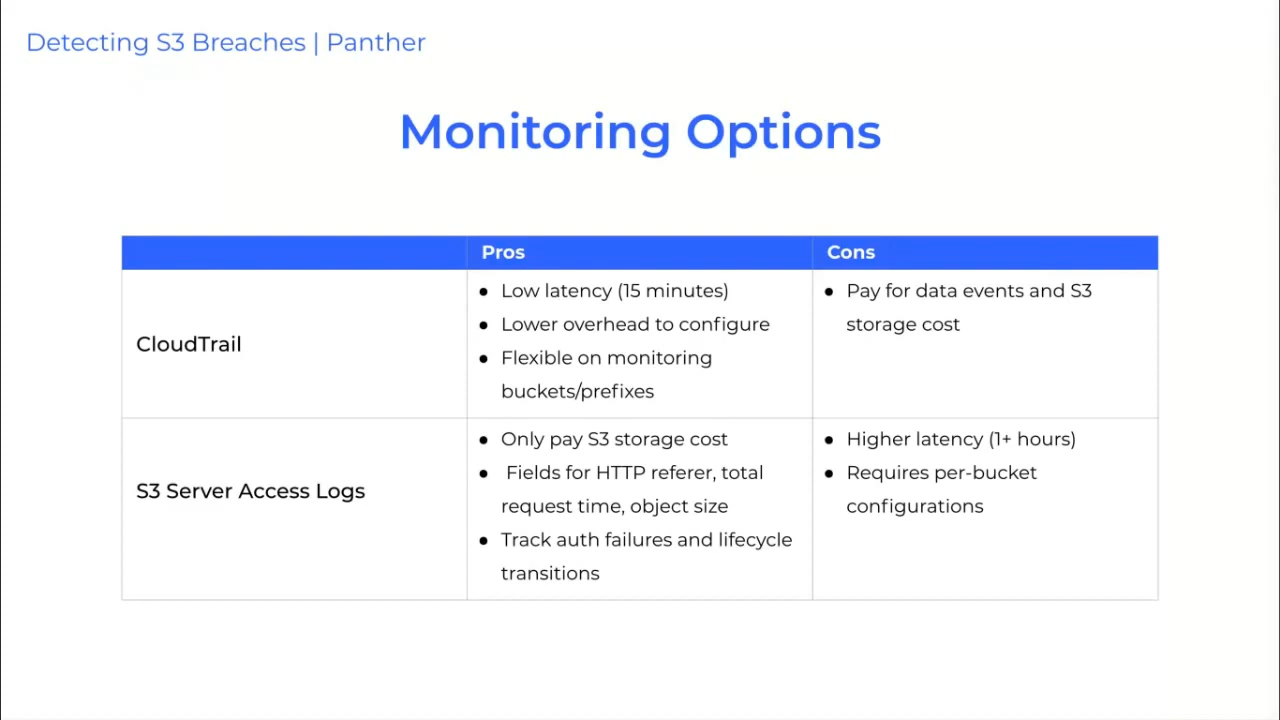 Detecting S3 Breaches | Panther
Monitoring Options
Pros
Cons
CloudTrail
● Low latency (15 minutes)
● Lower overhead to configure
● Flexible on monitoring
buckets/prefixes
● Pay for data events and S3
storage cost
S3 Server Access Logs
● Only pay S3 storage cost
● Fields for HTTP referer, total
request time, object size
● Track auth failures and lifecycle
transitions
● Higher latency (1+ hours)
● Requires per-bucket
configurations